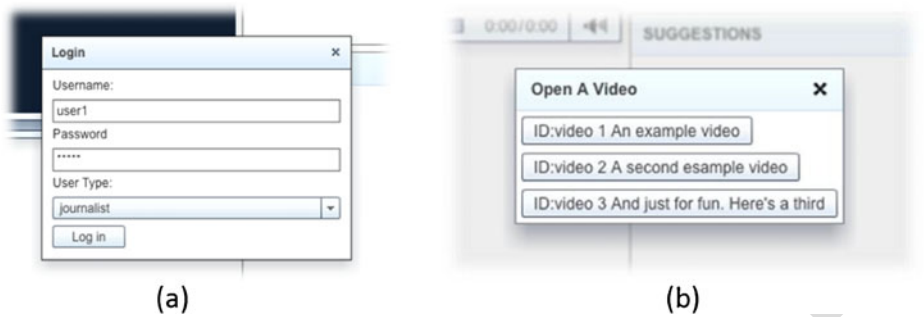 Login ×
Username:
user1
Password
*****
User Type:
journalist
Log in
(a)
0:00/0:00
SUGGESTIONS
Open A Video ×
ID:video 1 An example video
ID:video 2 A second esample video
ID:video 3 And just for fun. Here's a third
(b)